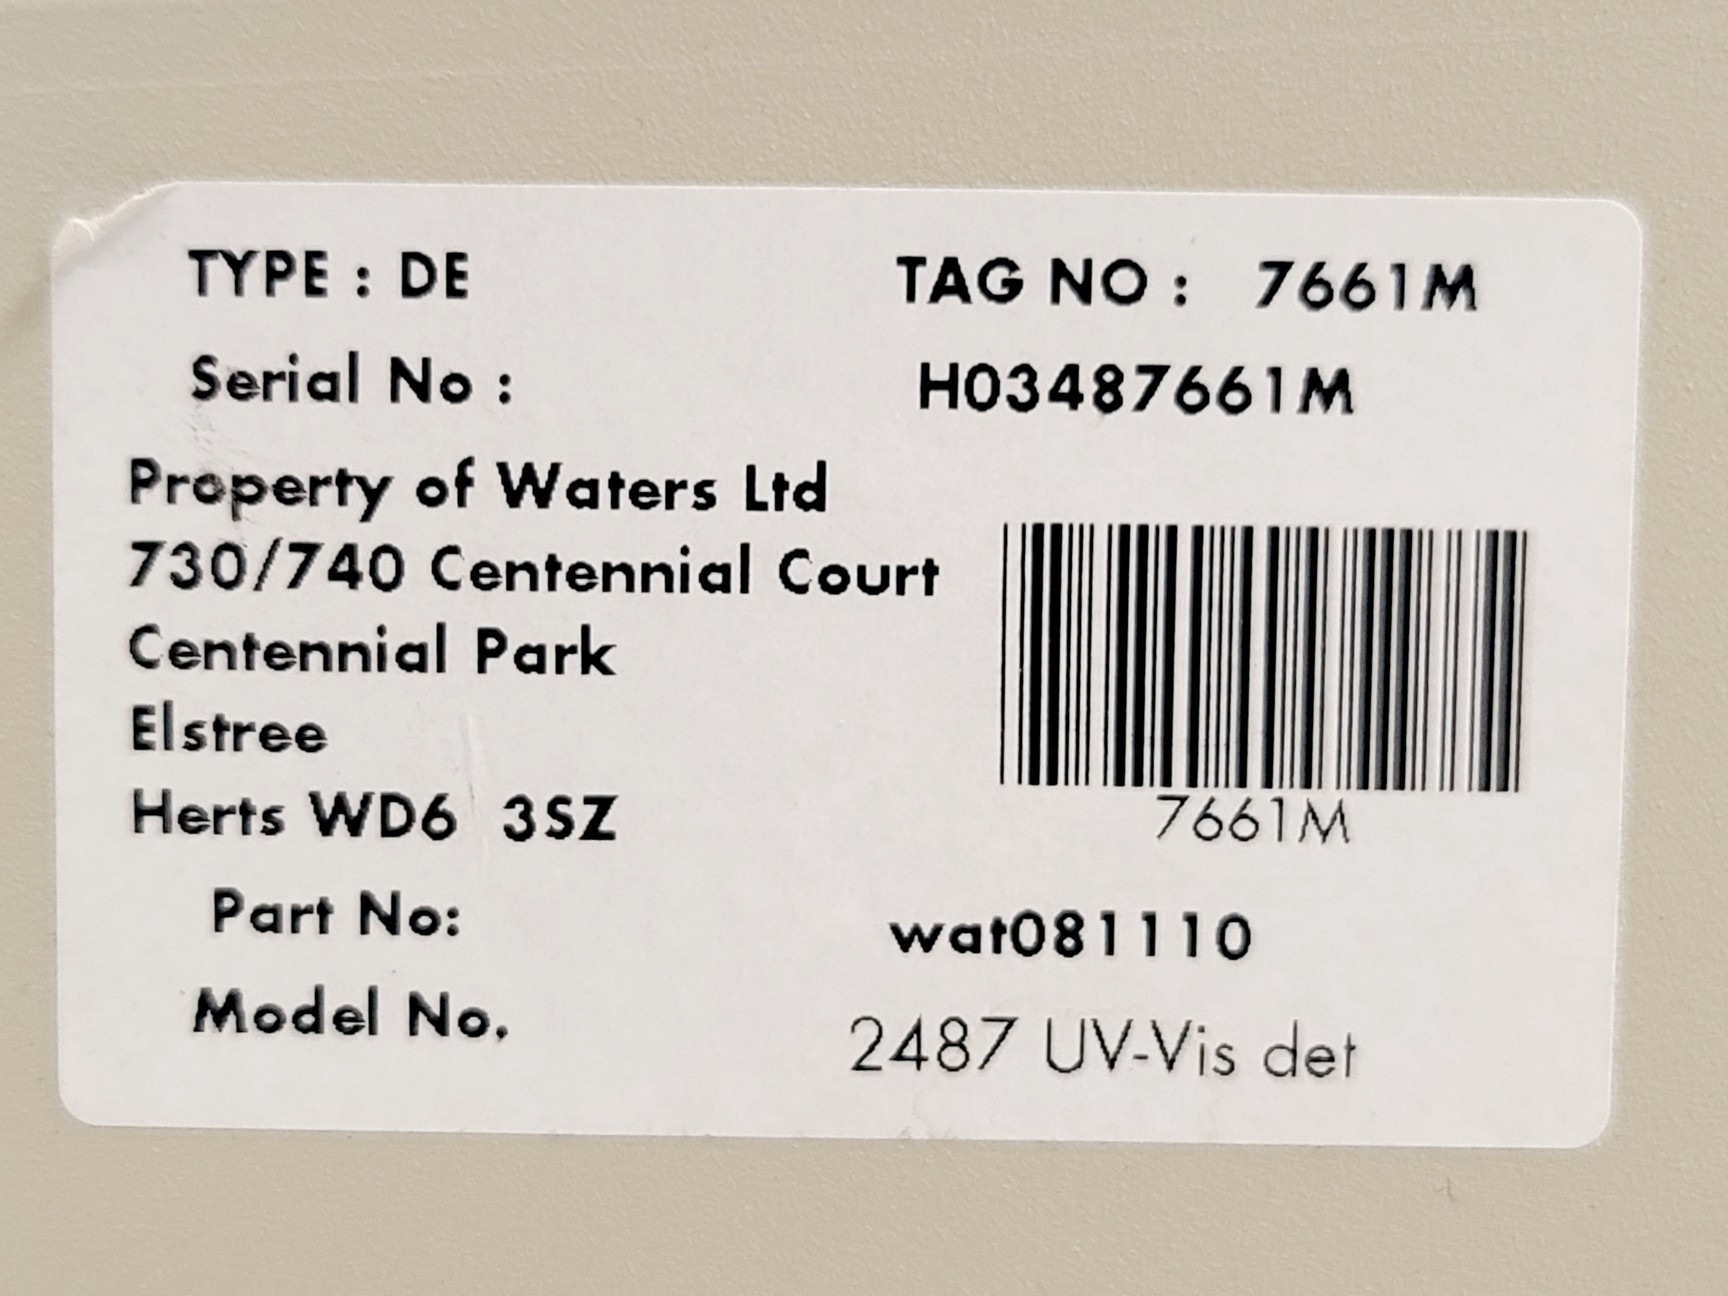 TYPE : DE TAG NO : 7661M
Serial No : H03487661M
Property of Waters Ltd
730/740 Centennial Court
Centennial Park
Elstree
Herts WD6 3SZ
7661M
Part No: wat081110
Model No. 2487 UV-Vis det